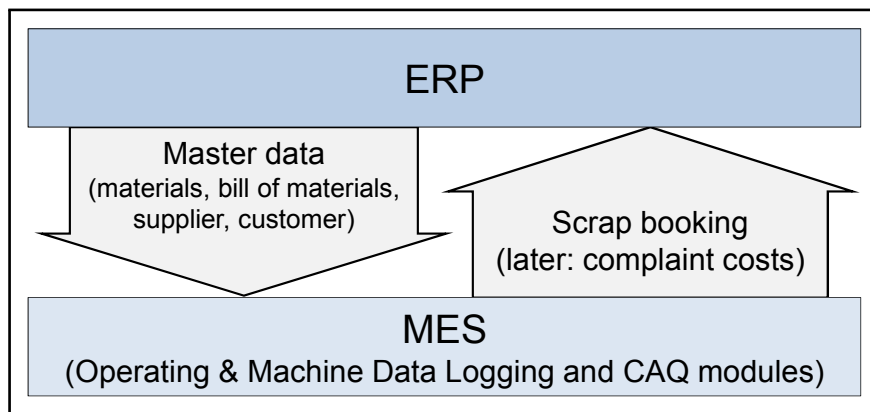 ERP
Master data
(materials, bill of materials,
supplier, customer)
Scrap booking
(later: complaint costs)
MES
(Operating & Machine Data Logging and CAQ modules)